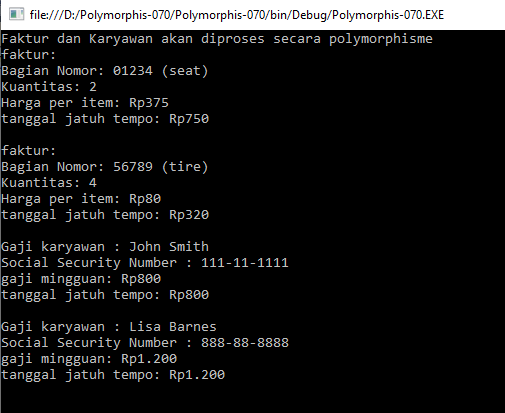 file:///D:/Polymorphis-070/Polymorphis-070/bin/Debug/Polymorphis-070.EXE
Faktur dan Karyawan akan diproses secara polymorphisme
faktur:
Bagian Nomor: 01234 (seat)
Kuantitas: 2
Harga per item: Rp375
tanggal jatuh tempo: Rp750
faktur:
Bagian Nomor: 56789 (tire)
Kuantitas: 4
Harga per item: Rp80
tanggal jatuh tempo: Rp320
Gaji karyawan : John Smith
Social Security Number : 111-11-1111
gaji mingguan: Rp800
tanggal jatuh tempo: Rp800
Gaji karyawan : Lisa Barnes
Social Security Number : 888-88-8888
gaji mingguan: Rp1.200
tanggal jatuh tempo: Rp1.200